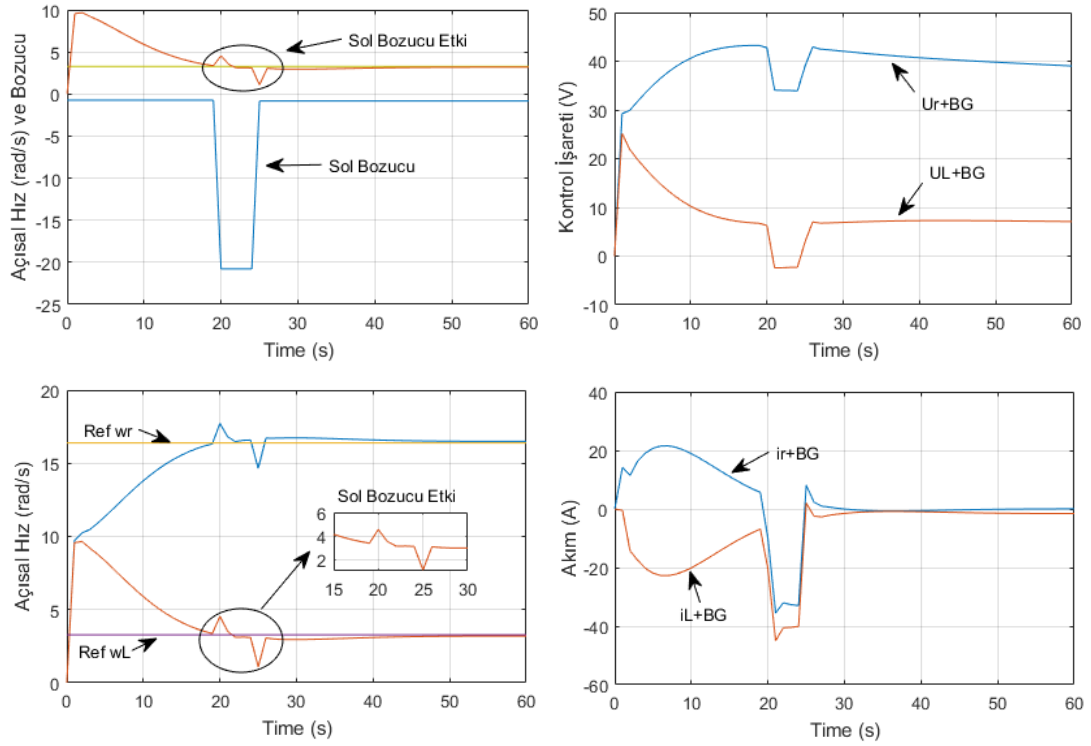 10
5
0
-5
-10
-15
-20
-25
Açısal Hız (rad/s) ve Bozucu
Sol Bozucu Etki
Sol Bozucu
0 10 20 30 40 50 60
Time (s)
50
40
30
20
10
0
-10
Kontrol İşareti (V)
Ur+BG
UL+BG
0 10 20 30 40 50 60
Time (s)
20
15
10
5
0
Açısal Hız (rad/s)
Ref wr
Sol Bozucu Etki
6
4
2
15 20 25 30
Ref wL
0 10 20 30 40 50 60
Time (s)
40
20
0
-20
-40
-60
Akım (A)
ir+BG
iL+BG
0 10 20 30 40 50 60
Time (s)